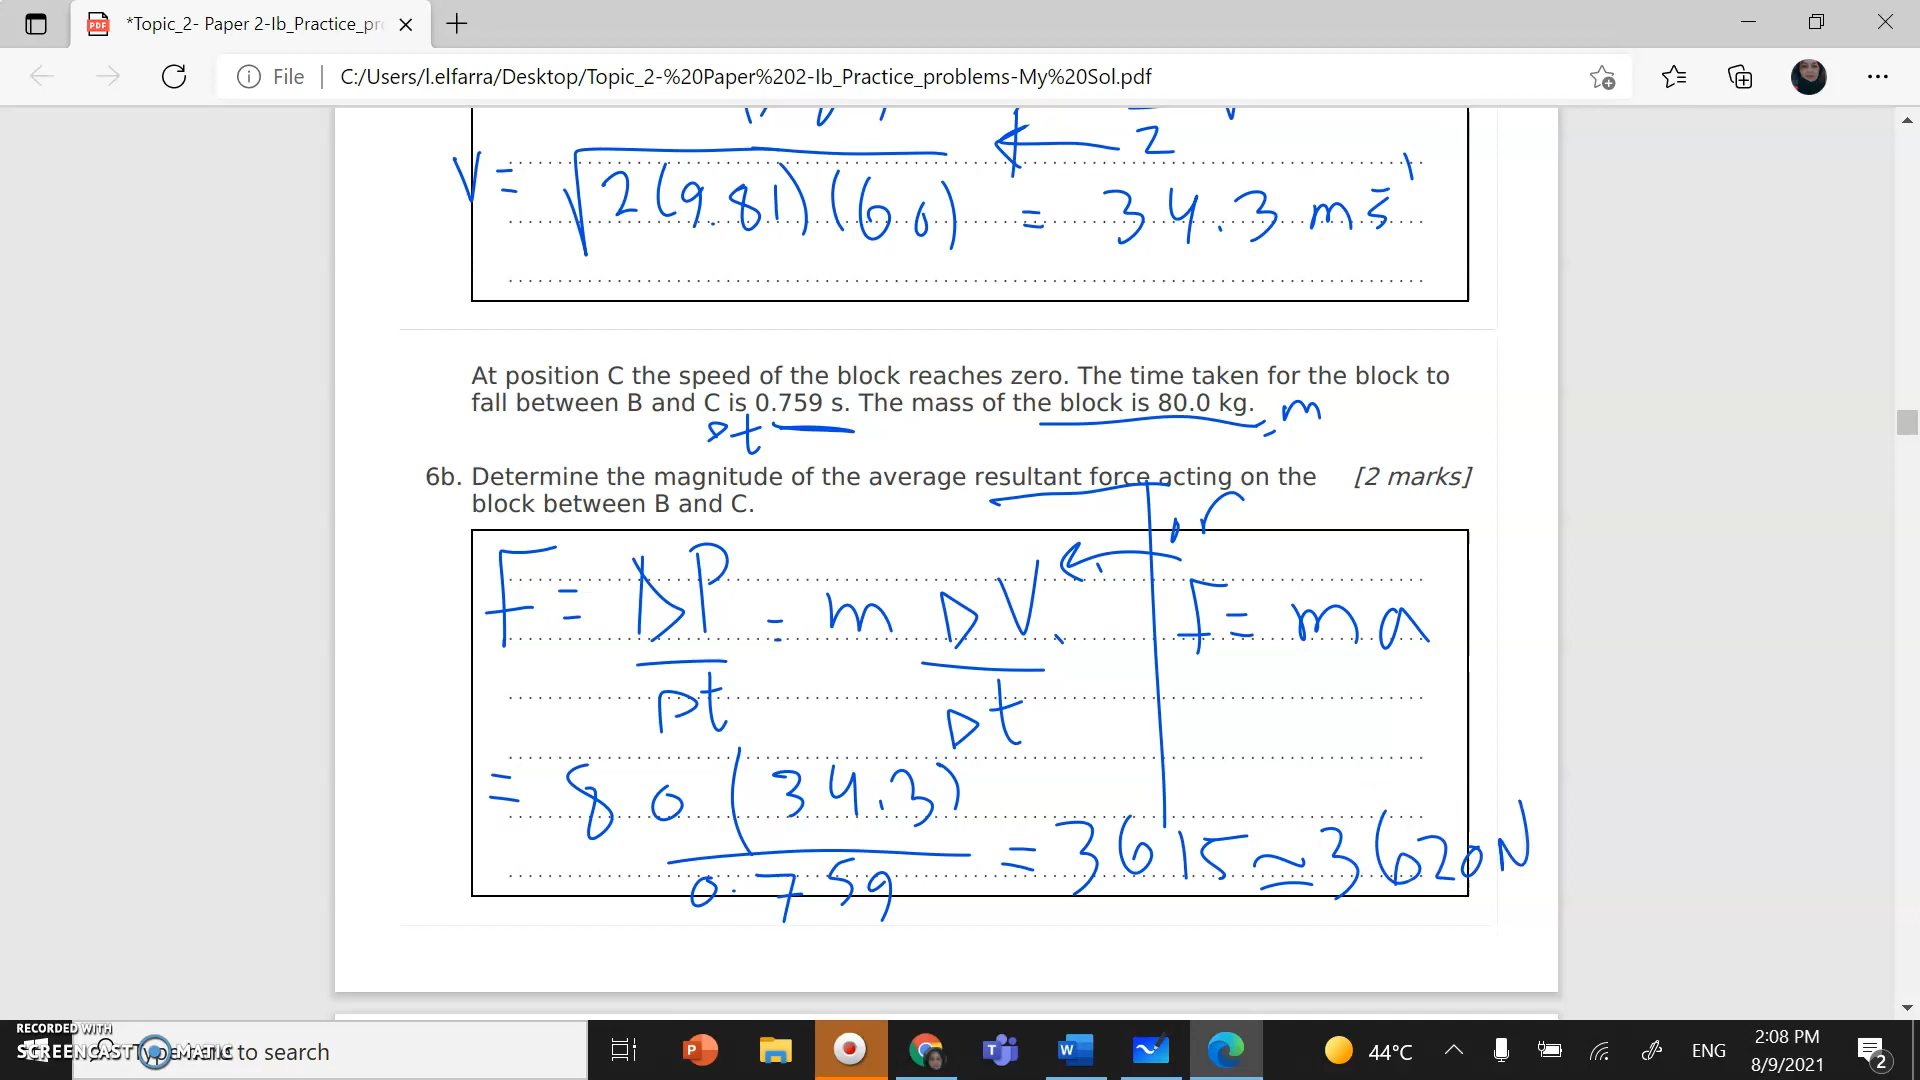 *Topic_2- Paper 2-Ib_Practice_pr
File
C:/Users/l.elfarra/Desktop/Topic_2-%20Paper%202-Ib_Practice_problems-My%20Sol.pdf
2
V = √2(9.81)(60) = 34.3 ms⁻¹
At position C the speed of the block reaches zero. The time taken for the block to
fall between B and C is 0.759 s. The mass of the block is 80.0 kg.
Δt
= m
6b. Determine the magnitude of the average resultant force acting on the [2 marks]
block between B and C.
F = ΔP/Δt = m ΔV/Δt
F = ma
= 80(34.3)/0.759 = 3615 ≃ 3620N
RECORDED WITH
SCREENCAST MATIC
to search
44°C
ENG
2:08 PM
8/9/2021
2